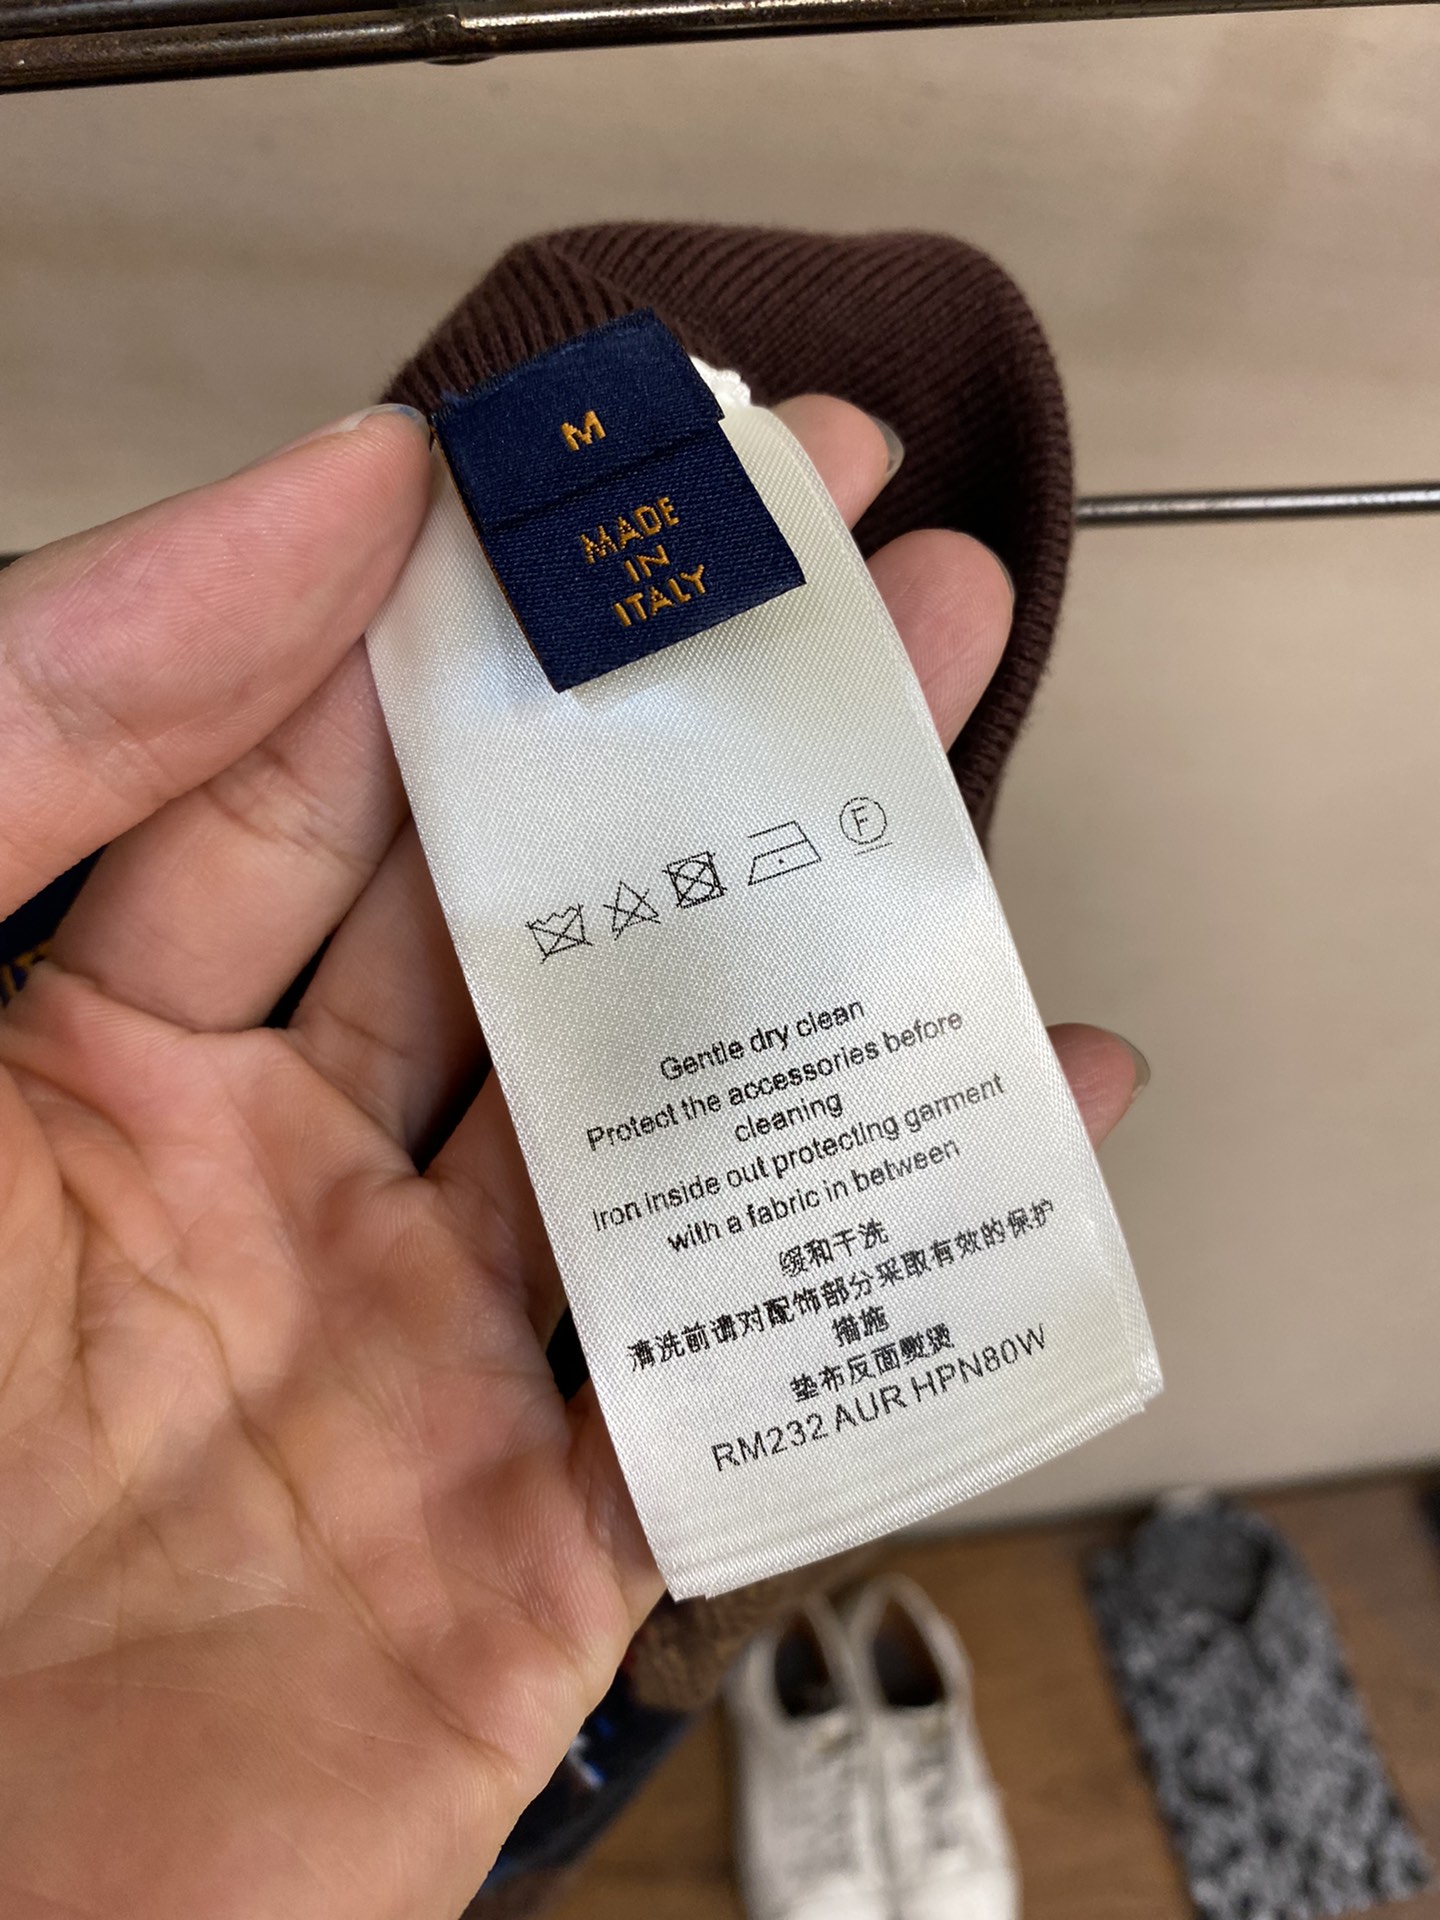 M
MADE
IN
ITALY
F
Gentle dry clean
Protect the accessories before
cleaning
Iron inside out protecting garment
with a fabric in between
缓和干洗
清洗前请对配饰部分采取有效的保护
措施
垫布反面熨烫
RM232 AUR HPN80W